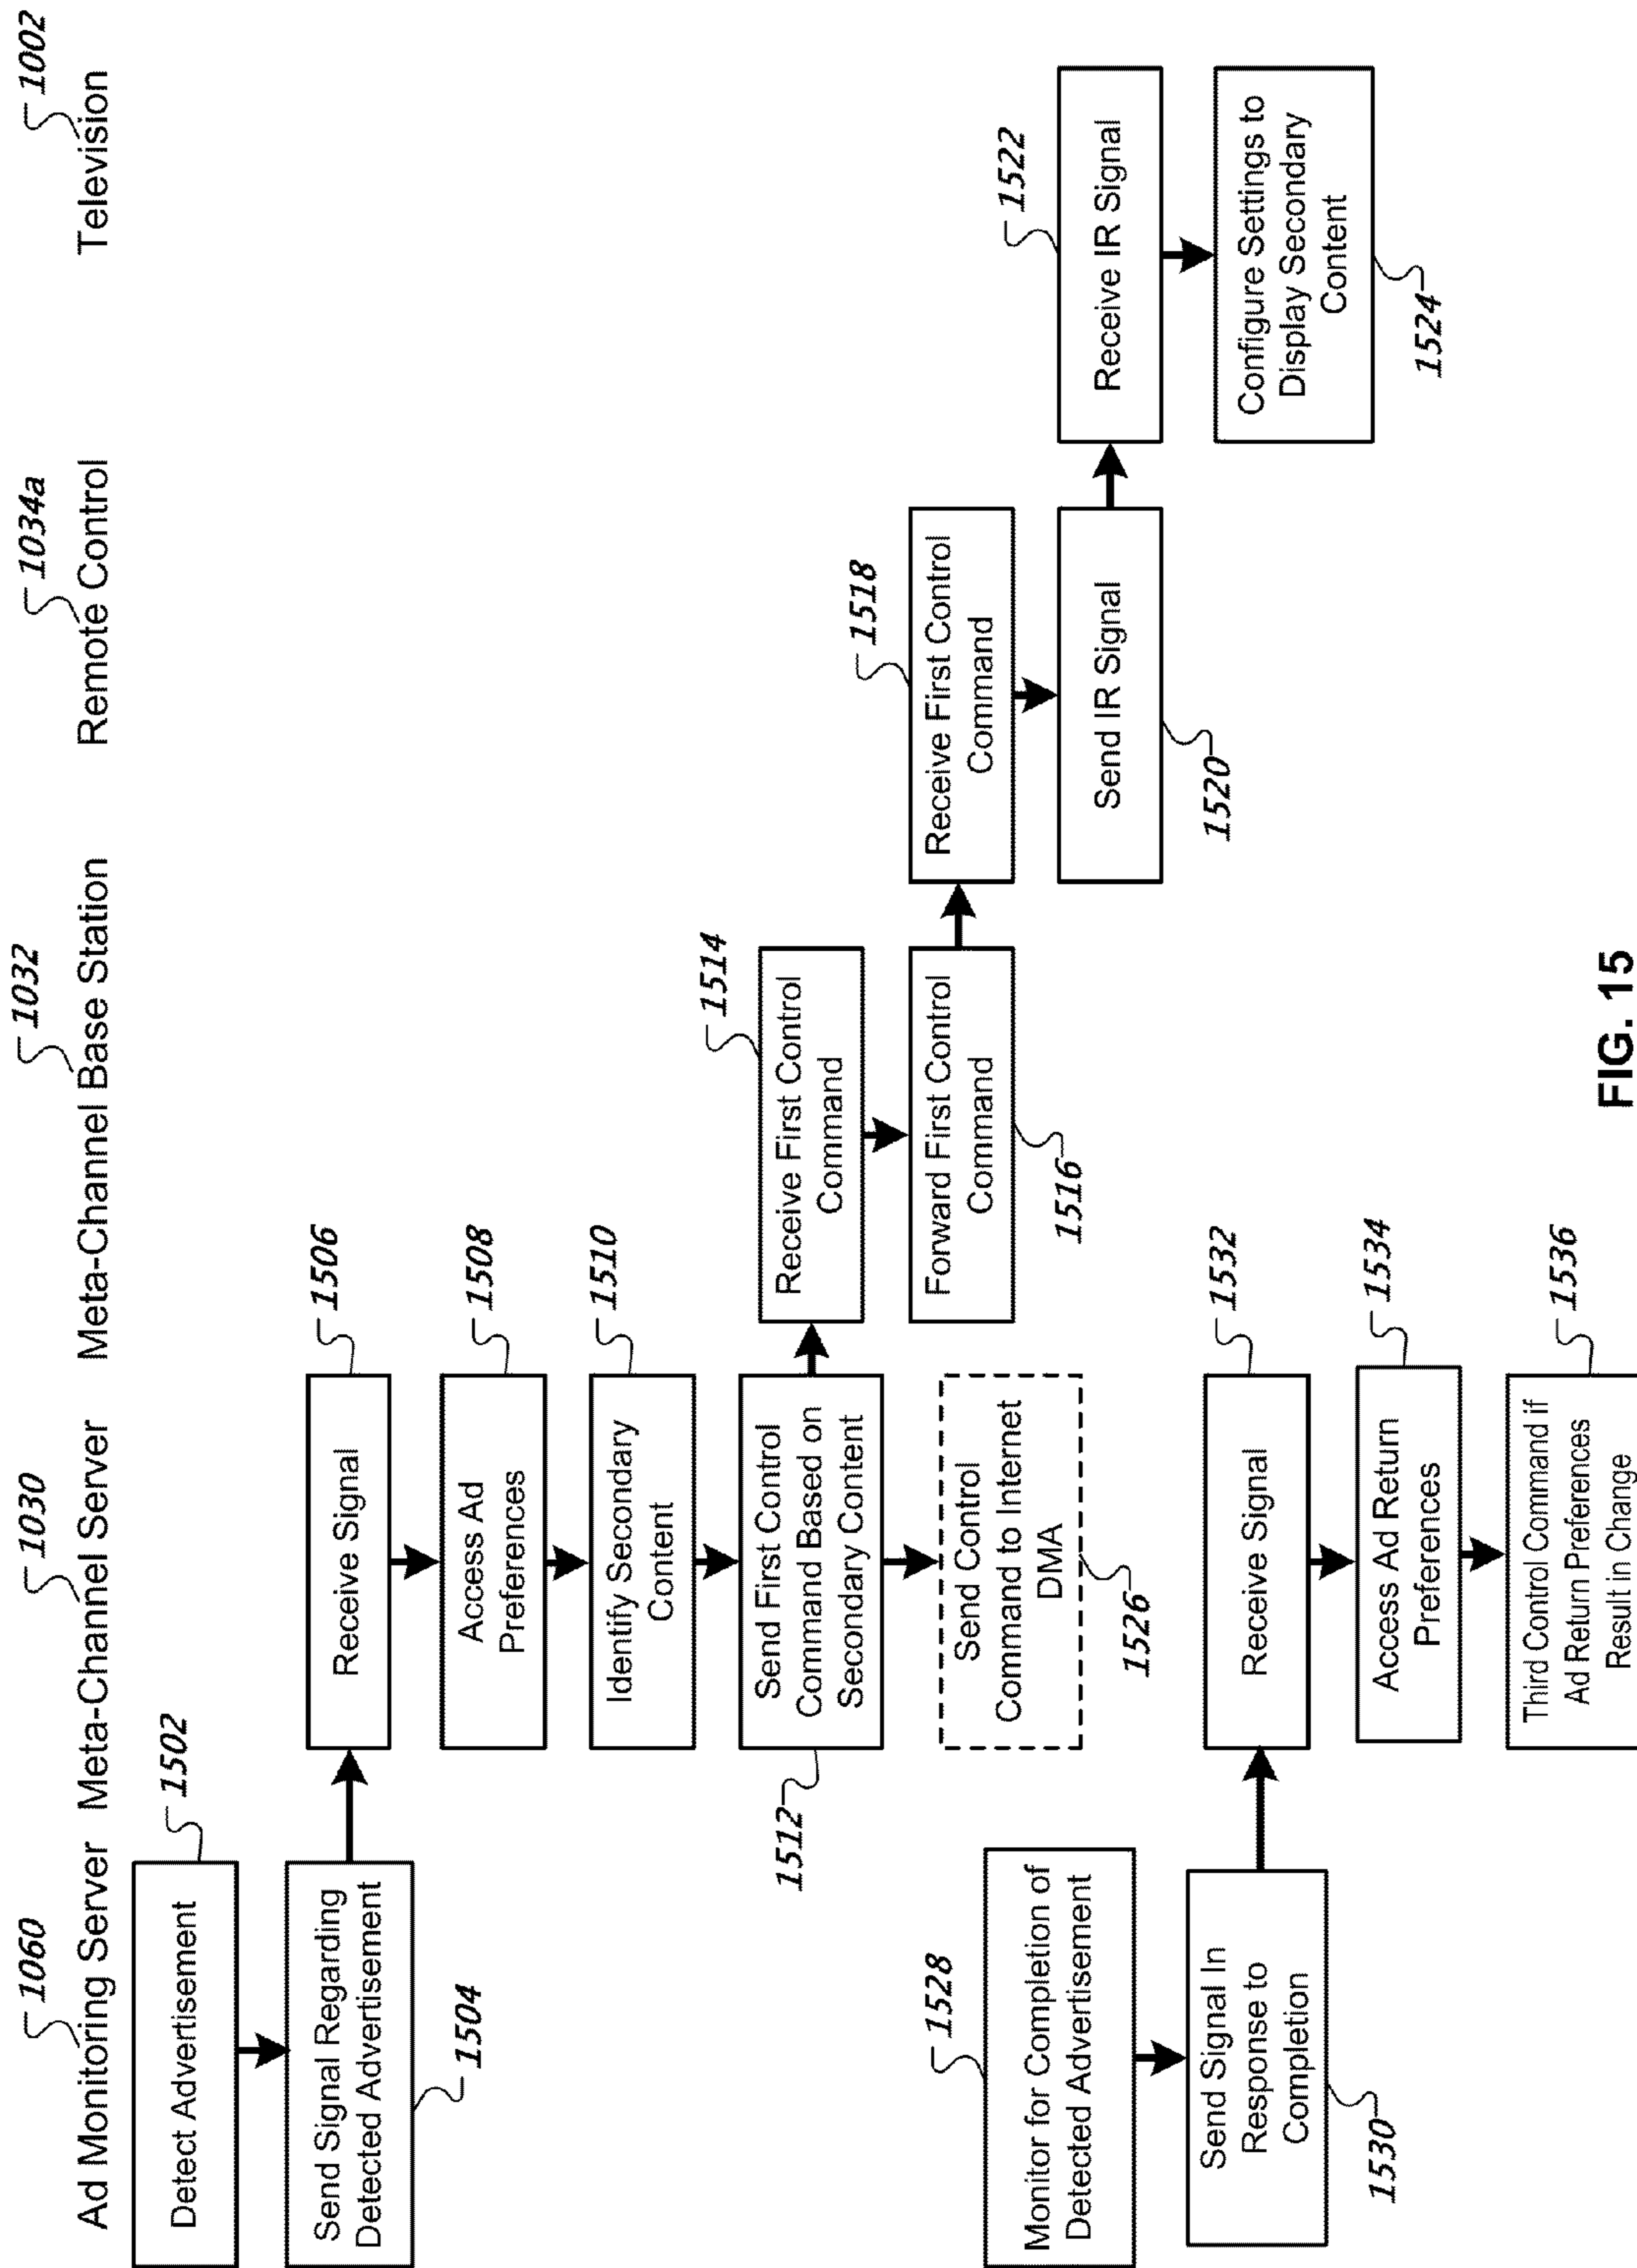 1060
Ad Monitoring Server
1030
Meta-Channel Server
1032
Meta-Channel Base Station
1034a
Remote Control
1002
Television
Detect Advertisement
1502
Send Signal Regarding
Detected Advertisement
1504
Receive Signal
1506
Access Ad
Preferences
1508
Identify Secondary
Content
1510
Send First Control
Command Based on
Secondary Content
1512
Receive First Control
Command
1514
Forward First Control
Command
1516
Receive First Control
Command
1518
Send IR Signal
1520
Receive IR Signal
1522
Configure Settings to
Display Secondary
Content
1524
Send Control
Command to Internet
DMA
1526
Monitor for Completion of
Detected Advertisement
1528
Send Signal In
Response to
Completion
1530
Receive Signal
1532
Access Ad Return
Preferences
1534
Third Control Command if
Ad Return Preferences
Result in Change
1536
FIG. 15